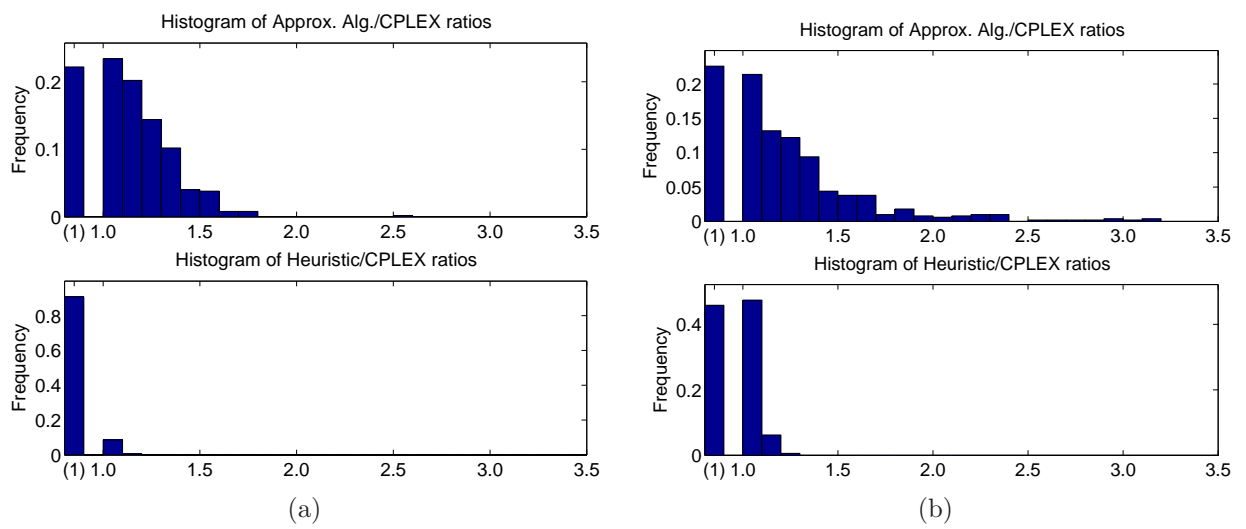 Histogram of Approx. Alg./CPLEX ratios
Frequency
0.2
0.1
0
(1) 1.0 1.5 2.0 2.5 3.0 3.5
Histogram of Heuristic/CPLEX ratios
Frequency
0.8
0.6
0.4
0.2
0
(1) 1.0 1.5 2.0 2.5 3.0 3.5
(a)
Histogram of Approx. Alg./CPLEX ratios
Frequency
0.2
0.15
0.1
0.05
0
(1) 1.0 1.5 2.0 2.5 3.0 3.5
Histogram of Heuristic/CPLEX ratios
Frequency
0.4
0.2
0
(1) 1.0 1.5 2.0 2.5 3.0 3.5
(b)